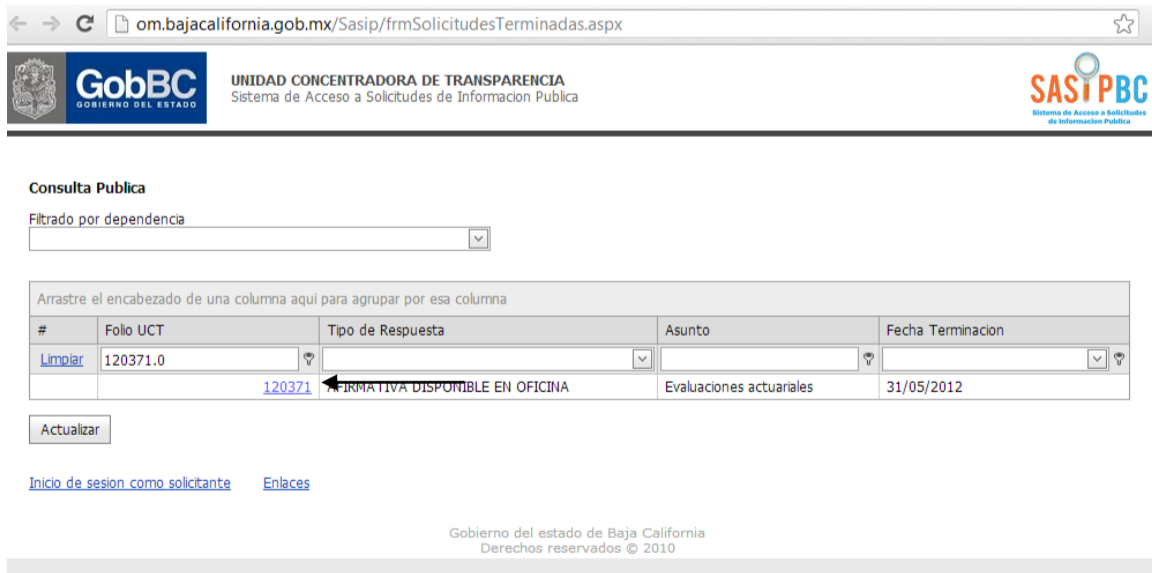 om.bajacalifornia.gob.mx/Sasip/frmSolicitudesTerminadas.aspx
GobBC
GOBIERNO DEL ESTADO
UNIDAD CONCENTRADORA DE TRANSPARENCIA
Sistema de Acceso a Solicitudes de Informacion Publica
SASIPBC
Sistema de Acceso a Solicitudes
de Informacion Publica
Consulta Publica
Filtrado por dependencia
Arrastre el encabezado de una columna aqui para agrupar por esa columna
# Folio UCT Tipo de Respuesta Asunto Fecha Terminacion
Limpiar 120371.0
120371 AFIRMATIVA DISPONIBLE EN OFICINA Evaluaciones actuariales 31/05/2012
Actualizar
Inicio de sesion como solicitante Enlaces
Gobierno del estado de Baja California
Derechos reservados © 2010